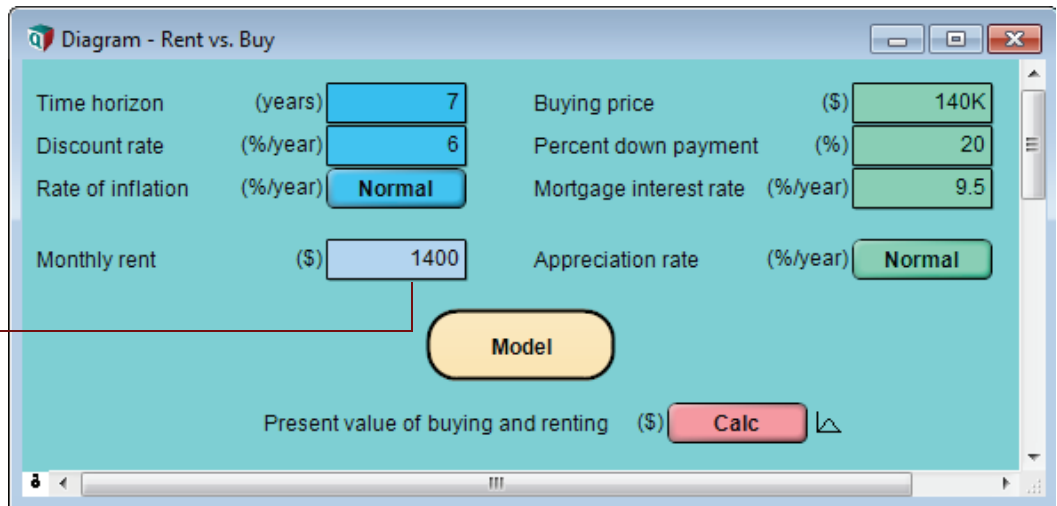 Diagram - Rent vs. Buy
Time horizon (years) 7 Buying price ($) 140K
Discount rate (%/year) 6 Percent down payment (%) 20
Rate of inflation (%/year) Normal Mortgage interest rate (%/year) 9.5
Monthly rent ($) 1400 Appreciation rate (%/year) Normal
Model
Present value of buying and renting ($) Calc